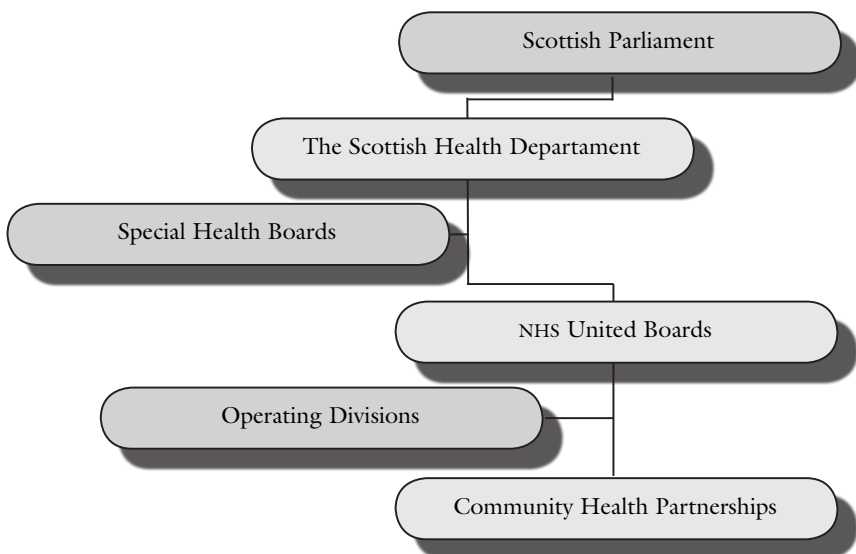 Scottish Parliament
The Scottish Health Departament
Special Health Boards
NHS United Boards
Operating Divisions
Community Health Partnerships